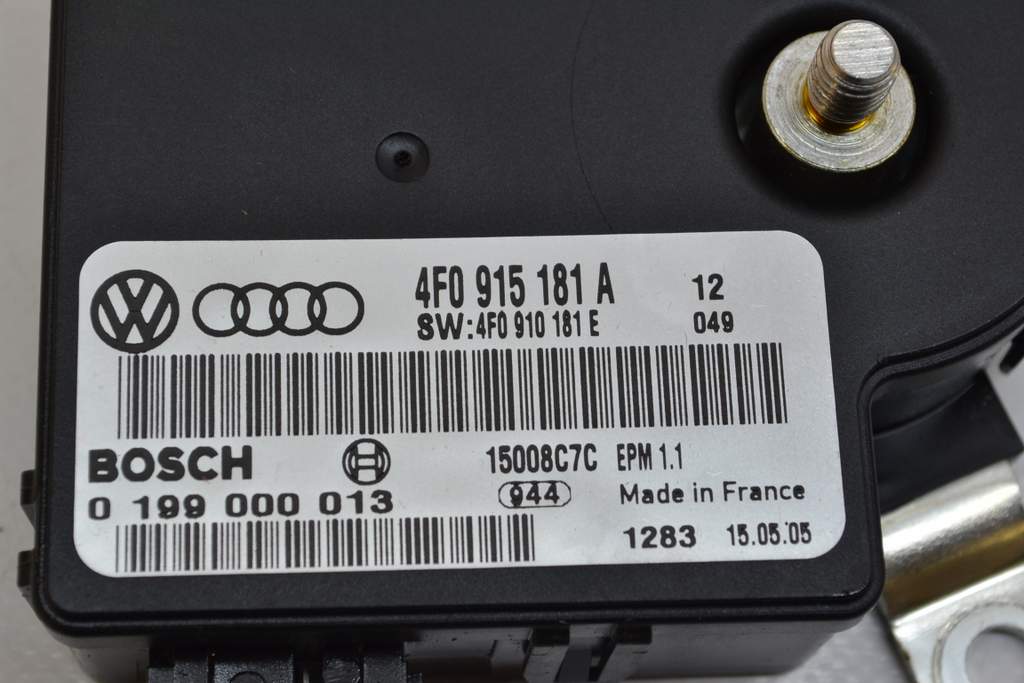 VW
4F0 915 181 A 12
SW:4F0 910 181 E 049
BOSCH 15008C7C EPM 1.1
0 199 000 013 944 Made in France
1283 15.05.05